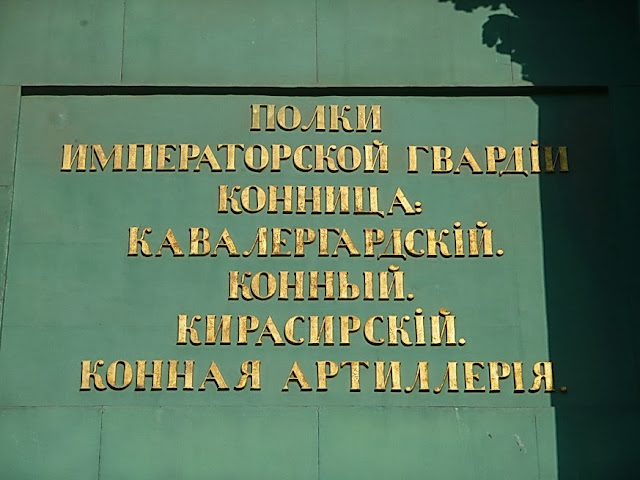 ПОЛКИ
ИМПЕРАТОРСКОЙ ГВАРДІИ
КОННИЦА:
КАВАЛЕРГАРДСКІЙ.
КОННЫЙ.
КИРАСИРСКІЙ.
КОННАЯ АРТИЛЛЕРІЯ.